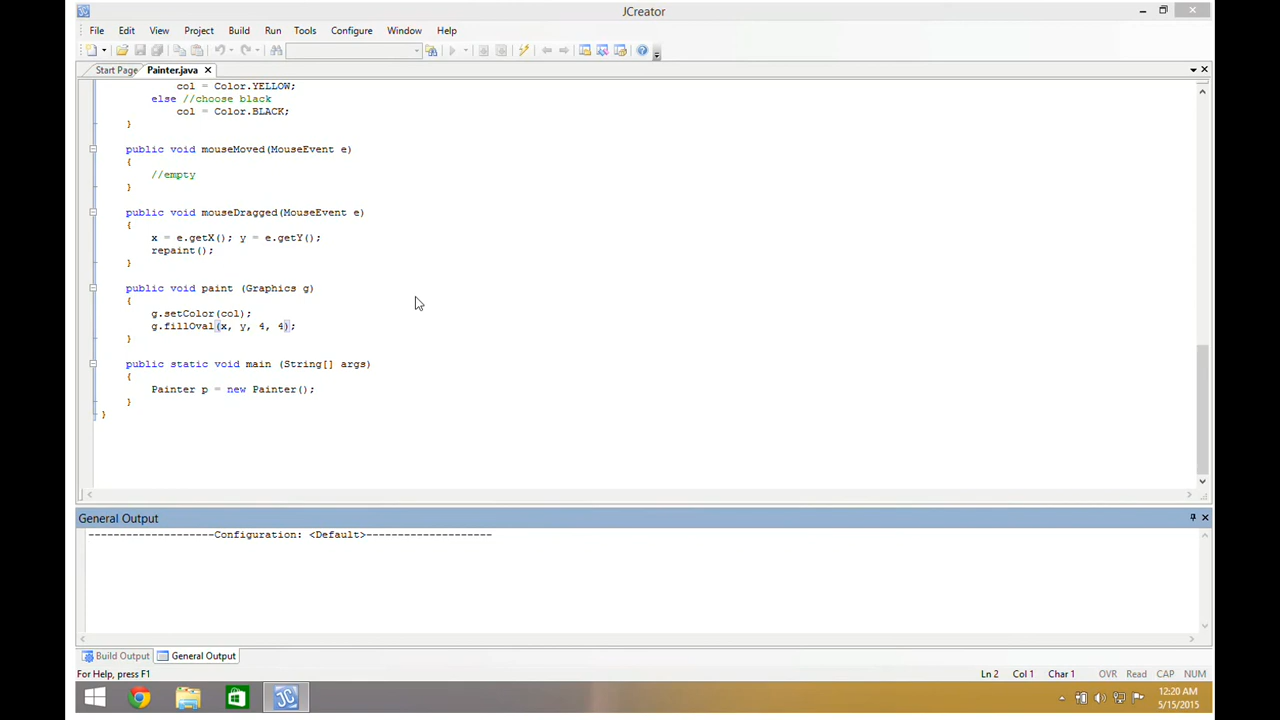 JCreator
File Edit View Project Build Run Tools Configure Window Help
Start Page Painter.java
col = Color.YELLOW;
else //choose black
col = Color.BLACK;
}
public void mouseMoved(MouseEvent e)
{
//empty
}
public void mouseDragged(MouseEvent e)
{
x = e.getX(); y = e.getY();
repaint();
}
public void paint (Graphics g)
{
g.setColor(col);
g.fillOval(x, y, 4, 4);
}
public static void main (String[] args)
{
Painter p = new Painter();
}
}
General Output
--------------------Configuration: <Default>--------------------
Build Output General Output
For Help, press F1 Ln 2 Col 1 Char 1 OVR Read CAP NUM
JC 12:20 AM
5/15/2015